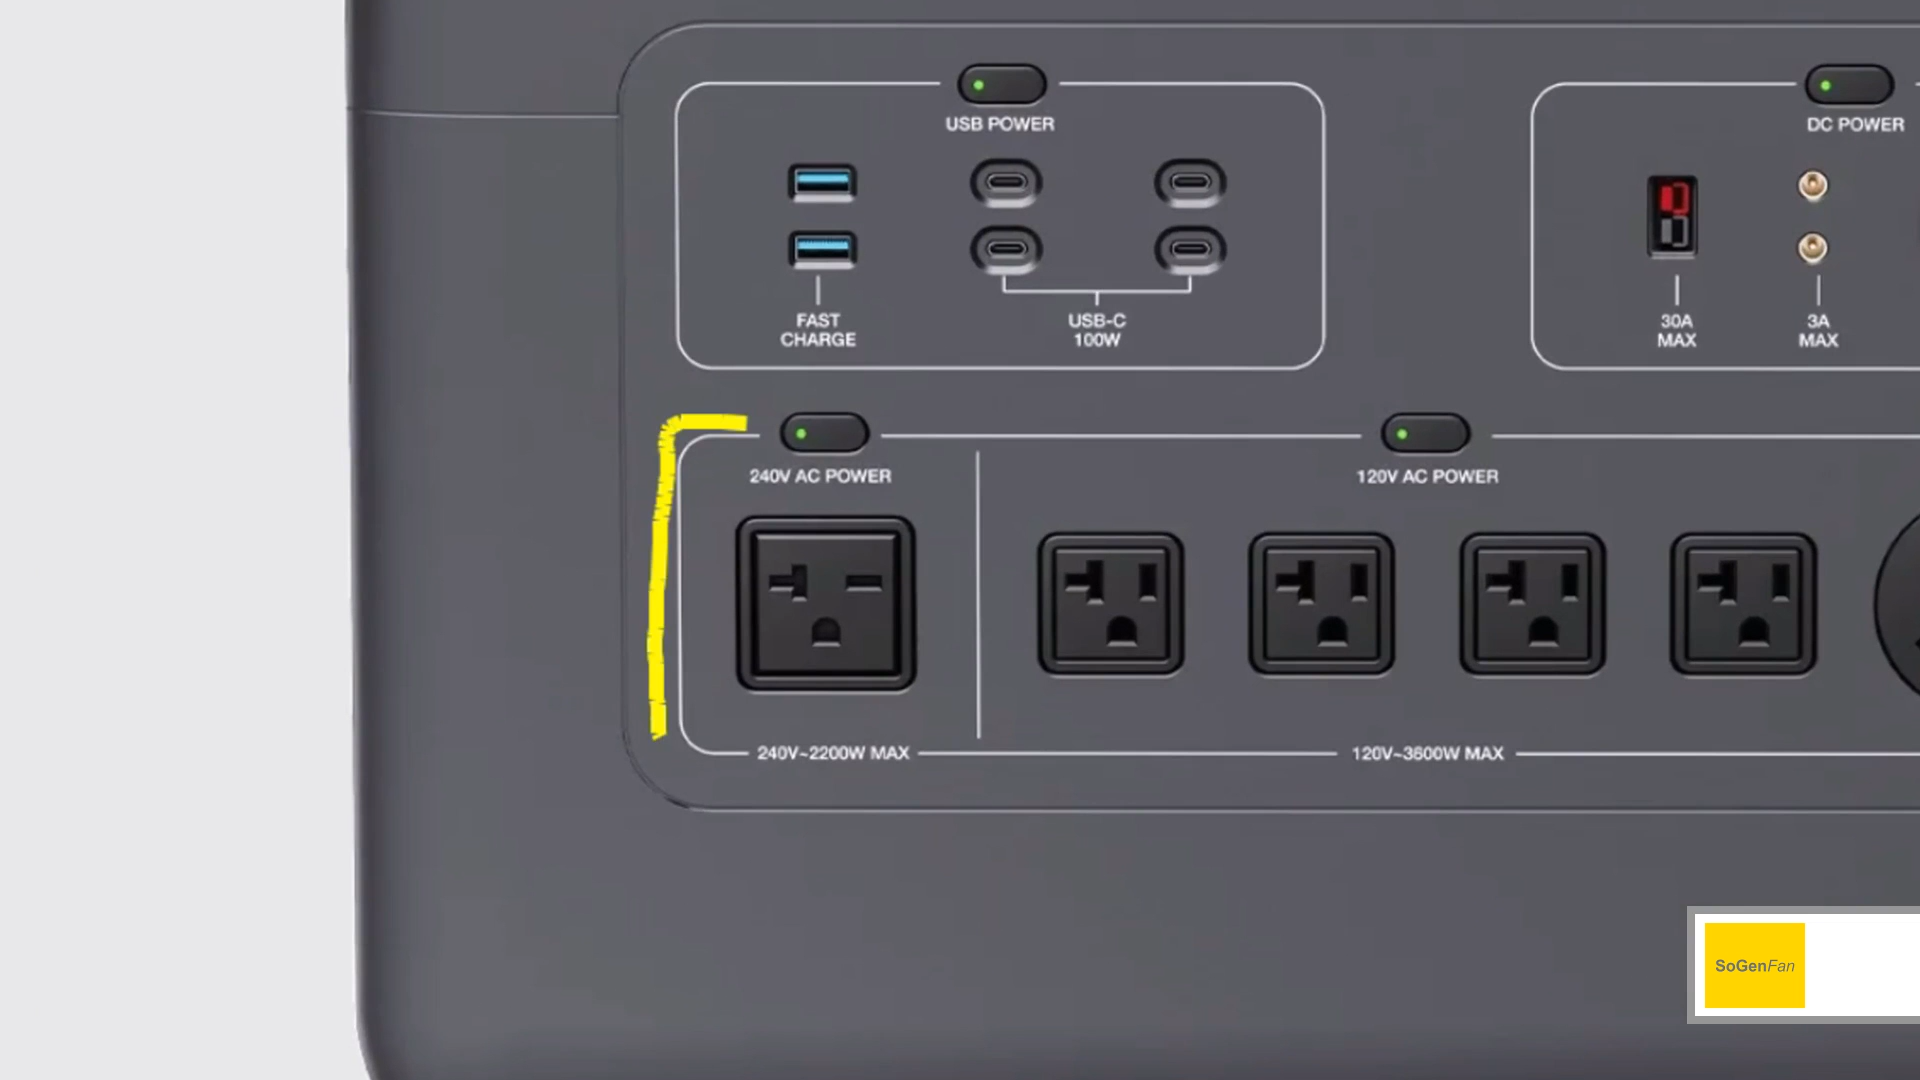 USB POWER
DC POWER
FAST
CHARGE
USB-C
100W
30A
MAX
3A
MAX
240V AC POWER
120V AC POWER
240V~2200W MAX
120V~3600W MAX
SoGenFan